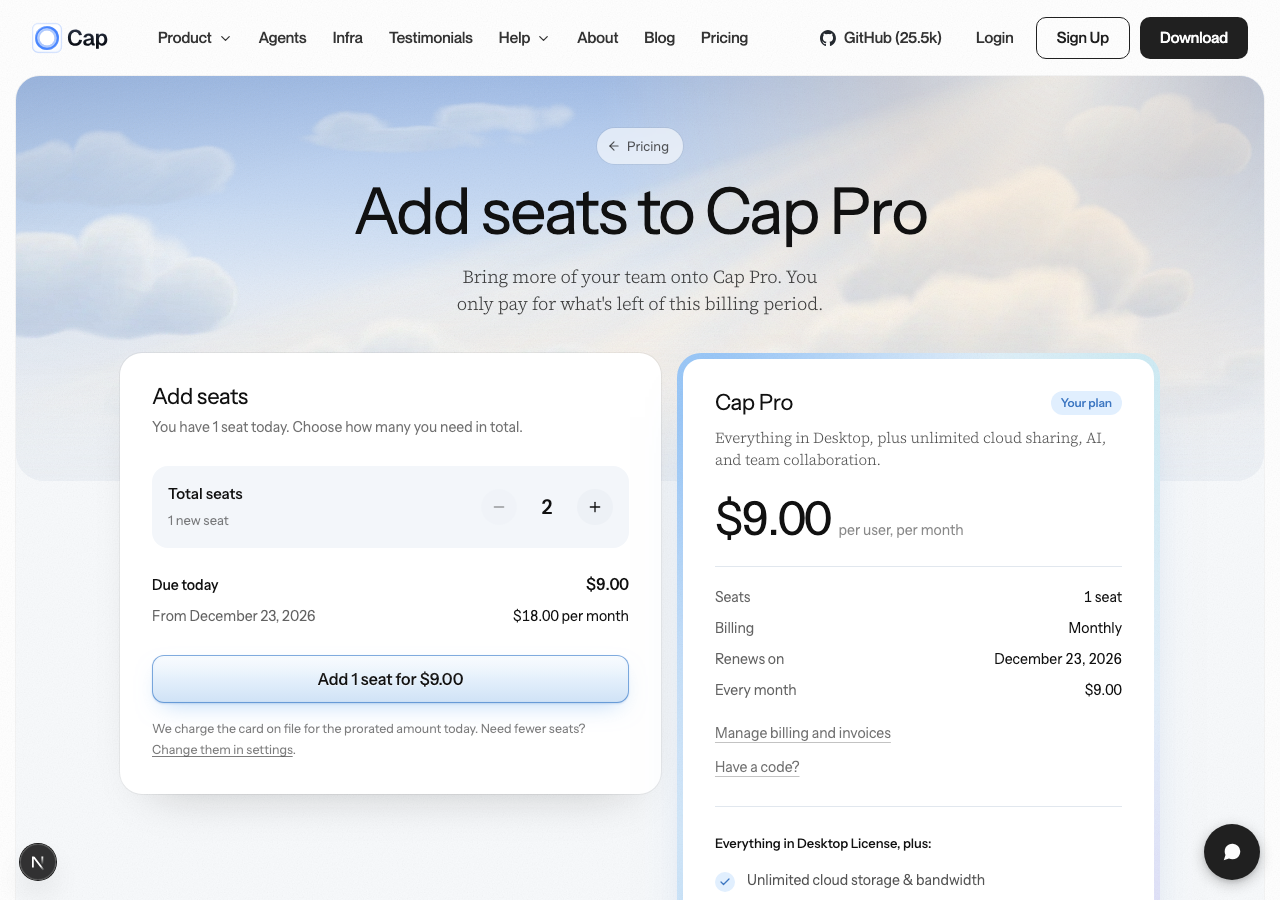 Cap
Product
Agents
Infra
Testimonials
Help
About
Blog
Pricing
GitHub (25.5k)
Login
Sign Up
Download
← Pricing
Add seats to Cap Pro
Bring more of your team onto Cap Pro. You
only pay for what's left of this billing period.
Add seats
You have 1 seat today. Choose how many you need in total.
Total seats
1 new seat
− 2 +
Due today $9.00
From December 23, 2026 $18.00 per month
Add 1 seat for $9.00
We charge the card on file for the prorated amount today. Need fewer seats?
Change them in settings.
Cap Pro
Your plan
Everything in Desktop, plus unlimited cloud sharing, AI,
and team collaboration.
$9.00 per user, per month
Seats 1 seat
Billing Monthly
Renews on December 23, 2026
Every month $9.00
Manage billing and invoices
Have a code?
Everything in Desktop License, plus:
Unlimited cloud storage & bandwidth
N